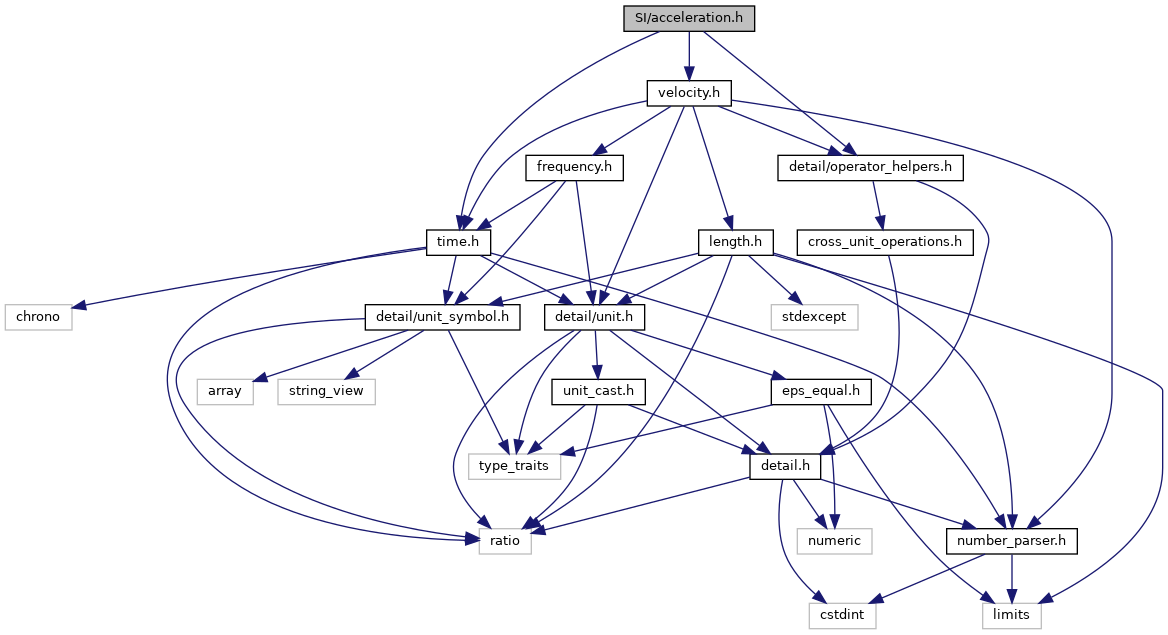 SI/acceleration.h
velocity.h
frequency.h
detail/operator_helpers.h
time.h
length.h
cross_unit_operations.h
chrono
detail/unit_symbol.h
detail/unit.h
stdexcept
array
string_view
unit_cast.h
eps_equal.h
type_traits
detail.h
ratio
numeric
number_parser.h
cstdint
limits